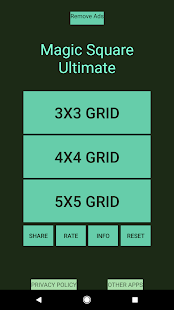 Remove Ads
Magic Square
Ultimate
3X3 GRID
4X4 GRID
5X5 GRID
SHARE RATE INFO RESET
PRIVACY POLICY OTHER APPS